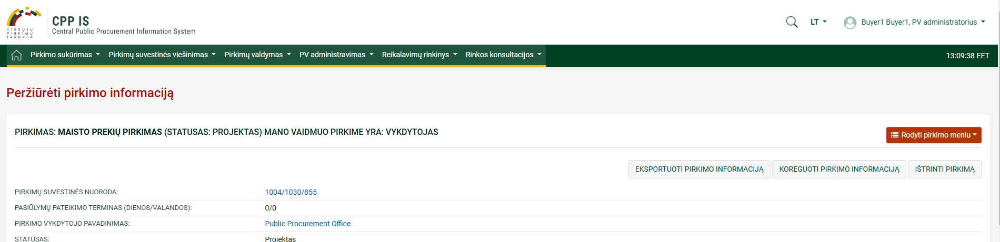 VIEŠŲJŲ
PIRKIMŲ
TARNYBA
CPP IS
Central Public Procurement Information System
LT
Buyer1 Buyer1, PV administratorius
Pirkimo sukūrimas
Pirkimų suvestinės viešinimas
Pirkimų valdymas
PV administravimas
Reikalavimų rinkinys
Rinkos konsultacijos
13:09:38 EET
Peržiūrėti pirkimo informaciją
PIRKIMAS: MAISTO PREKIŲ PIRKIMAS (STATUSAS: PROJEKTAS) MANO VAIDMUO PIRKIME YRA: VYKDYTOJAS
Rodyti pirkimo meniu
EKSPORTUOTI PIRKIMO INFORMACIJĄ
KOREGUOTI PIRKIMO INFORMACIJĄ
IŠTRINTI PIRKIMĄ
PIRKIMŲ SUVESTINĖS NUORODA: 1004/1030/855
PASIŪLYMŲ PATEIKIMO TERMINAS (DIENOS/VALANDOS): 0/0
PIRKIMO VYKDYTOJO PAVADINIMAS: Public Procurement Office
STATUSAS: Projektas